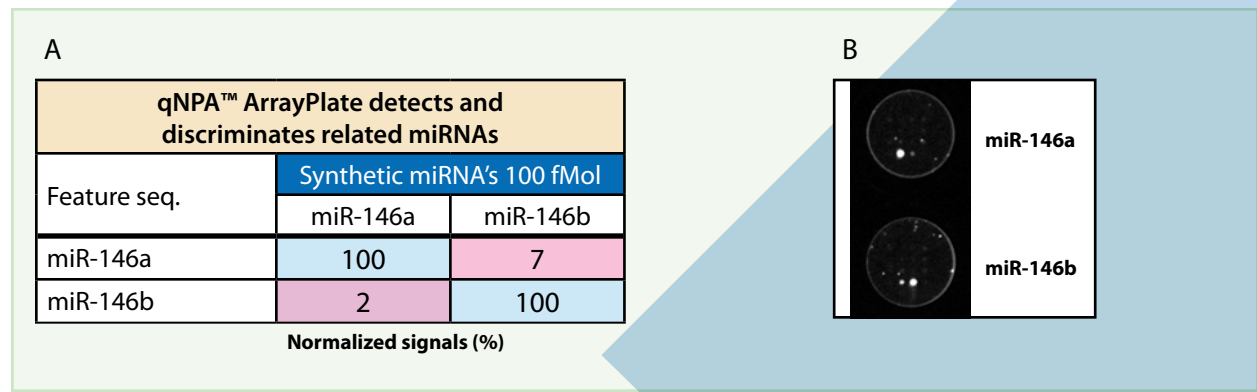 A
qNPA™ ArrayPlate detects and
discriminates related miRNAs
Feature seq.
Synthetic miRNA's 100 fMol
miR-146a
miR-146b
miR-146a
100
7
miR-146b
2
100
Normalized signals (%)
B
miR-146a
miR-146b